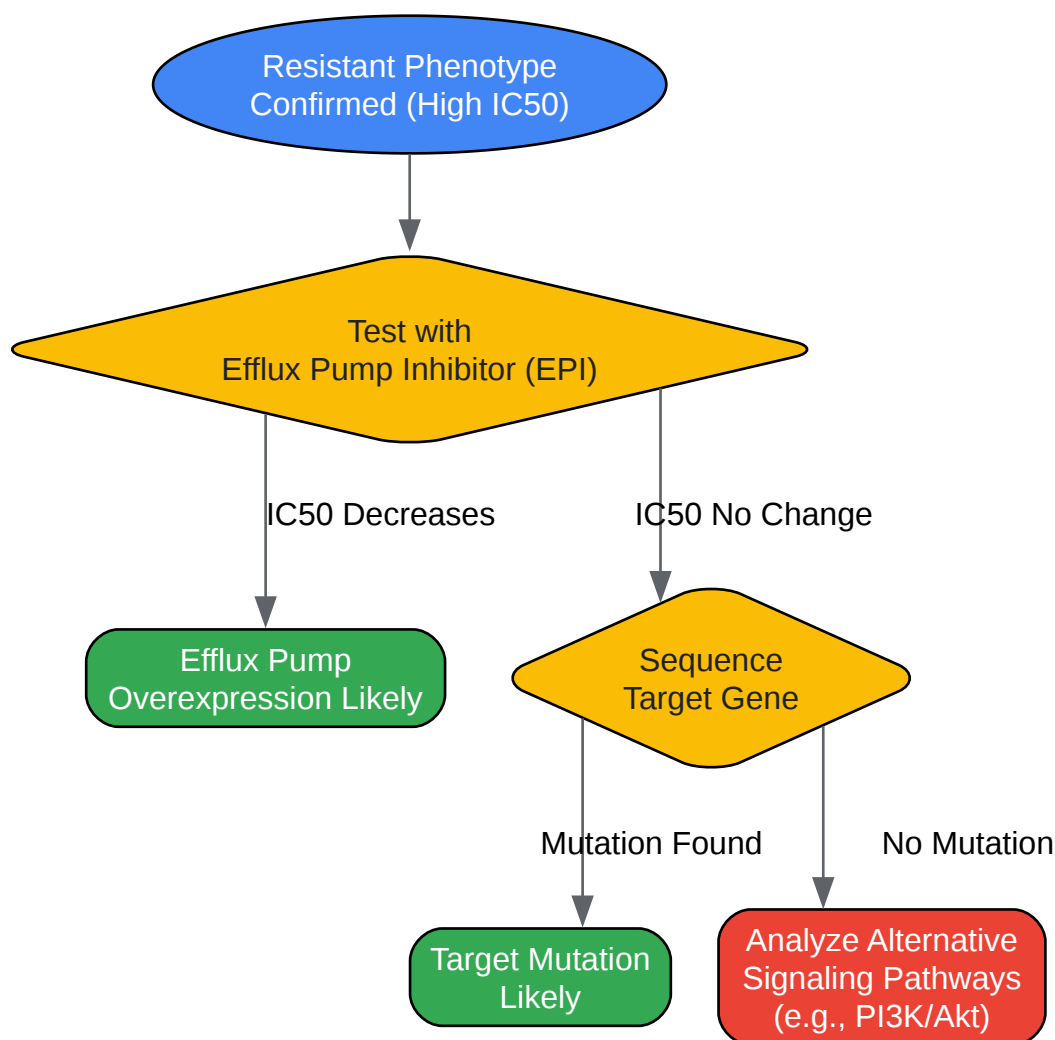 Resistant Phenotype
Confirmed (High IC50)
Test with
Efflux Pump Inhibitor (EPI)
IC50 Decreases
IC50 No Change
Efflux Pump
Overexpression Likely
Sequence
Target Gene
Mutation Found
No Mutation
Target Mutation
Likely
Analyze Alternative
Signaling Pathways
(e.g., PI3K/Akt)